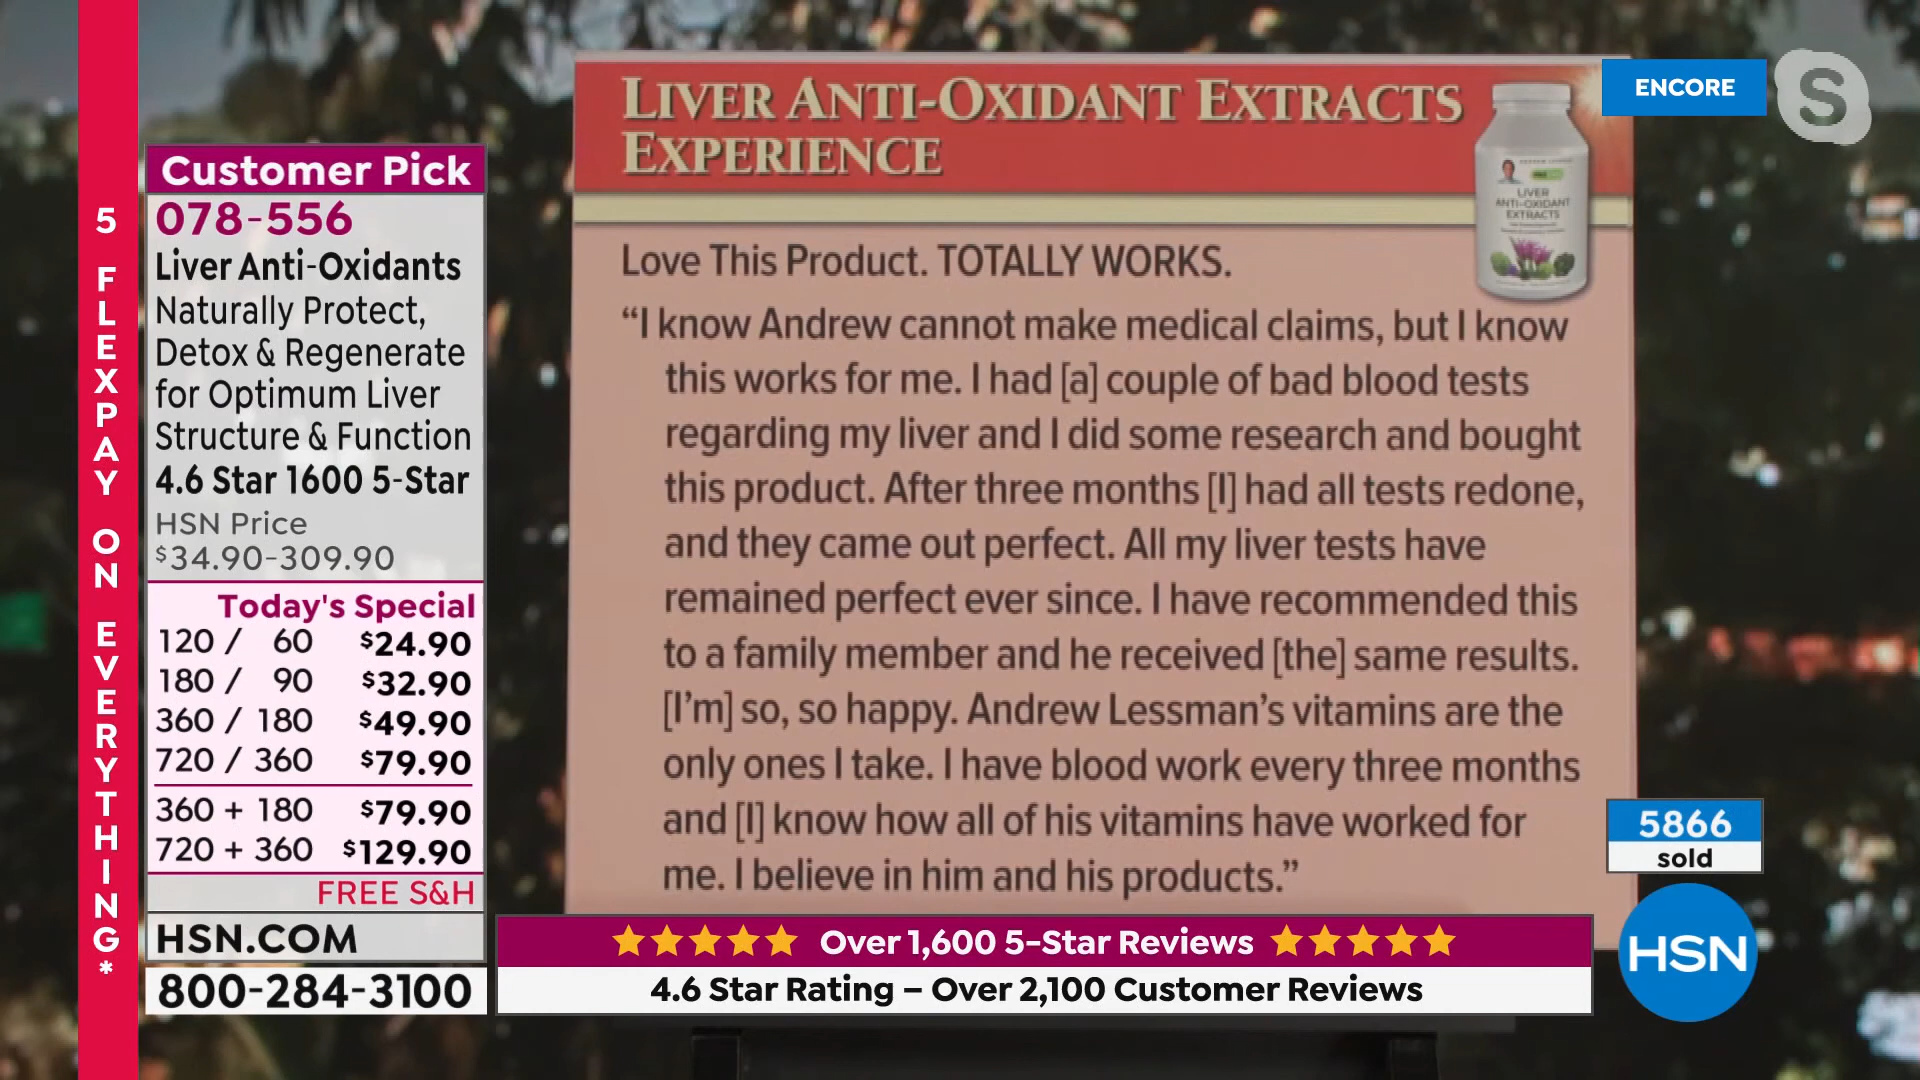 5 FLEXPAY ON EVERYTHING*
Customer Pick
078-556
Liver Anti-Oxidants
Naturally Protect,
Detox & Regenerate
for Optimum Liver
Structure & Function
4.6 Star 1600 5-Star
HSN Price
$34.90-309.90
Today's Special
120 / 60 $24.90
180 / 90 $32.90
360 / 180 $49.90
720 / 360 $79.90
360 + 180 $79.90
720 + 360 $129.90
FREE S&H
HSN.COM
800-284-3100
LIVER ANTI-OXIDANT EXTRACTS
EXPERIENCE
LIVER
ANTI-OXIDANT
EXTRACTS
Love This Product. TOTALLY WORKS.
“I know Andrew cannot make medical claims, but I know
this works for me. I had [a] couple of bad blood tests
regarding my liver and I did some research and bought
this product. After three months [I] had all tests redone,
and they came out perfect. All my liver tests have
remained perfect ever since. I have recommended this
to a family member and he received [the] same results.
[I’m] so, so happy. Andrew Lessman’s vitamins are the
only ones I take. I have blood work every three months
and [I] know how all of his vitamins have worked for
me. I believe in him and his products.”
ENCORE
S
5866
sold
HSN
Over 1,600 5-Star Reviews
4.6 Star Rating – Over 2,100 Customer Reviews